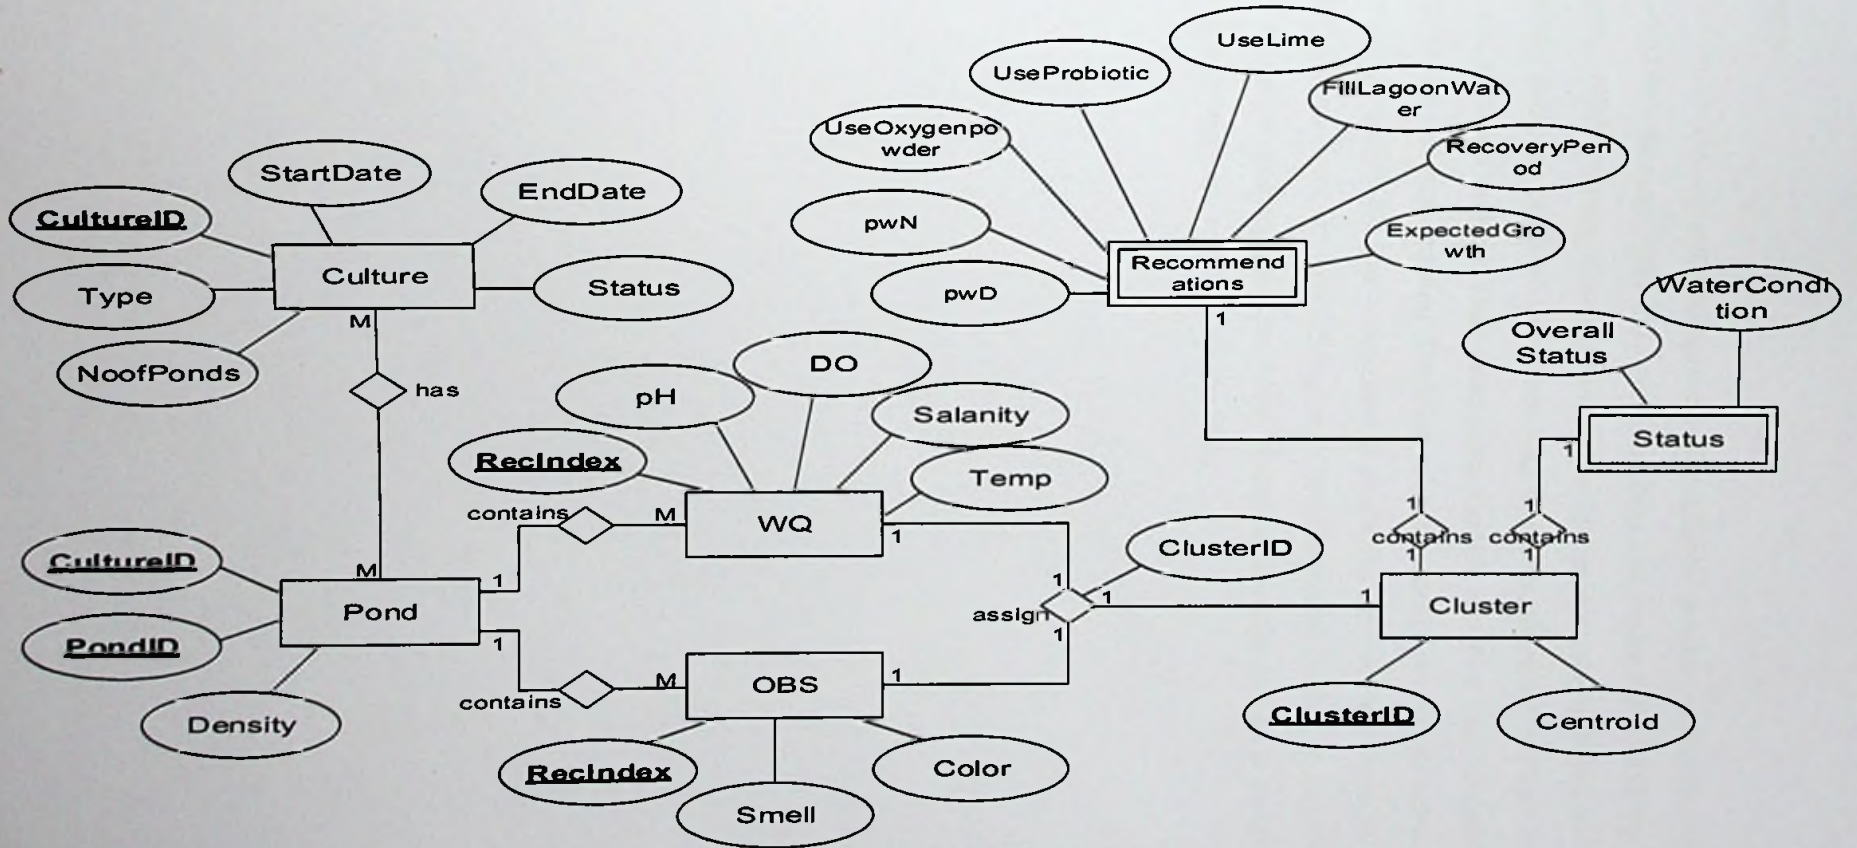 UseLime
UseProbiotic
FillLagoonWat
er
UseOxygenpo
wder
RecoveryPeri
od
StartDate
EndDate
CultureID
pwN
ExpectedGro
wth
Culture
Recommend
ations
Type
Status
pwD
WaterCondi
tion
M
1
Overall
Status
NoofPonds
has
DO
pH
Salanity
Status
1
RecIndex
Temp
contains
M
WQ
1
1
1
contains
contains
1
1
ClusterID
CultureID
M
1
1
1
1
Pond
assign
Cluster
PondID
1
1
M
OBS
1
contains
Density
ClusterID
Centroid
RecIndex
Color
Smell